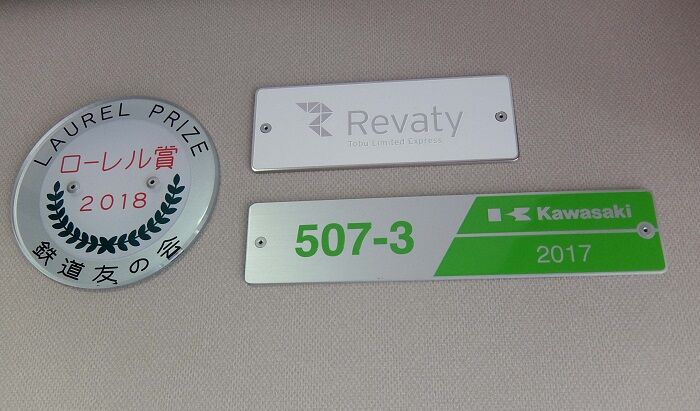 LAUREL PRIZE
ローレル賞
2018
鉄道友の会
Revaty
Tobu Limited Express
507-3
Kawasaki
2017